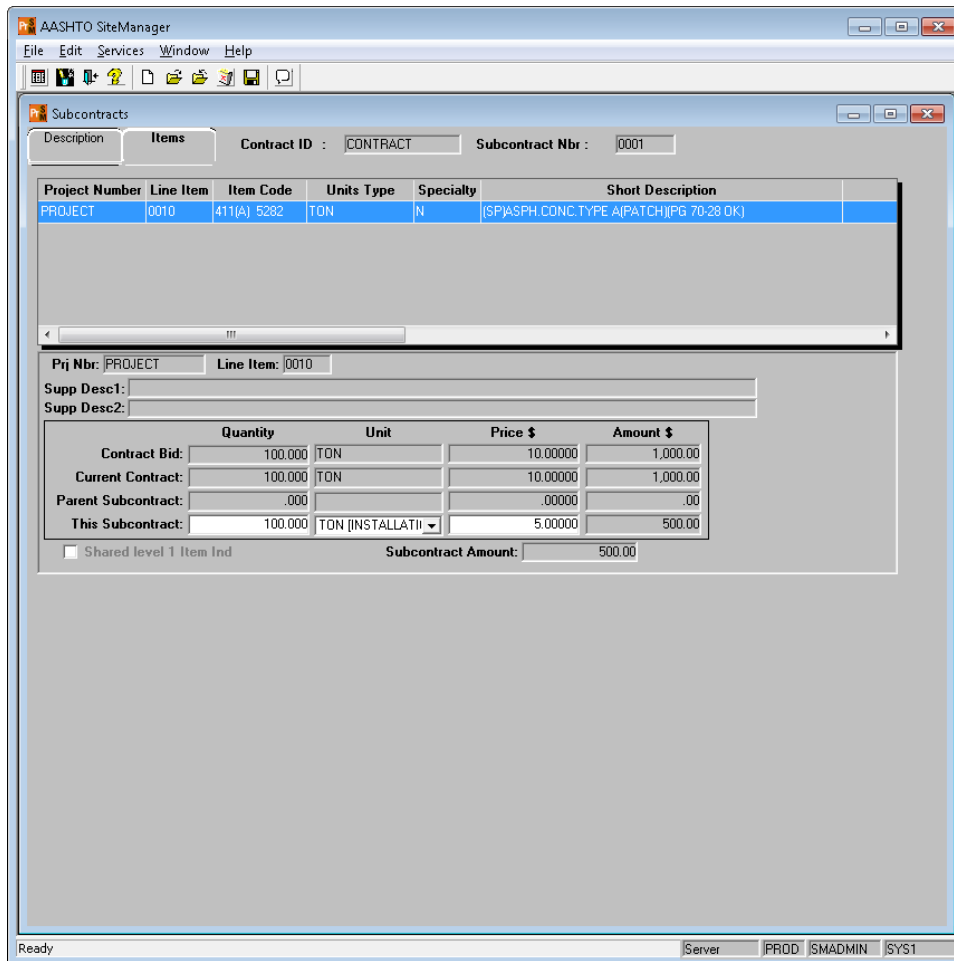 AASHTO SiteManager
File Edit Services Window Help
Subcontracts
Description Items Contract ID : CONTRACT Subcontract Nbr : 0001
Project Number Line Item Item Code Units Type Specialty Short Description
PROJECT 0010 411(A) 5282 TON N (SP)ASPH.CONC.TYPE A(PATCH)(PG 70-28 OK)
Prj Nbr: PROJECT Line Item: 0010
Supp Desc1:
Supp Desc2:
Quantity Unit Price $ Amount $
Contract Bid: 100.000 TON 10.00000 1,000.00
Current Contract: 100.000 TON 10.00000 1,000.00
Parent Subcontract: .000 .00000 .00
This Subcontract: 100.000 TON [INSTALLATI 5.00000 500.00
Shared level 1 Item Ind Subcontract Amount: 500.00
Ready Server PROD SMADMIN SYS1